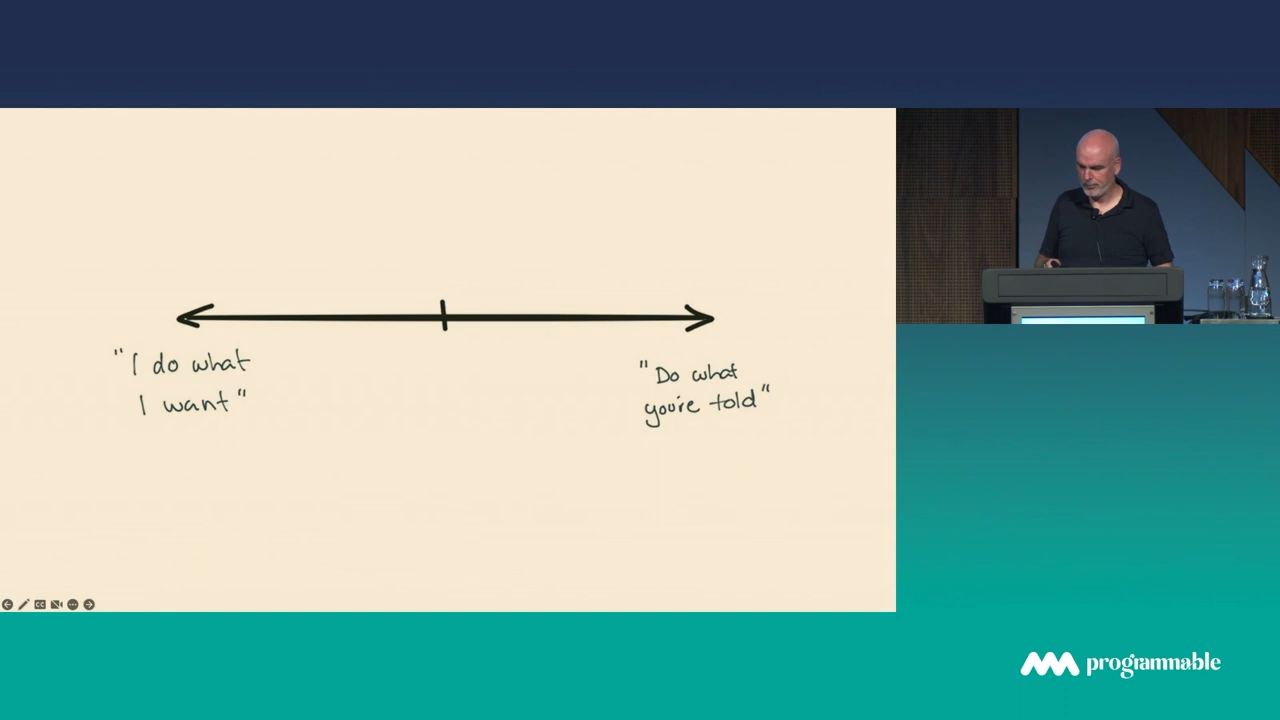 "I do what
I want"
"Do what
you're told"
programmable